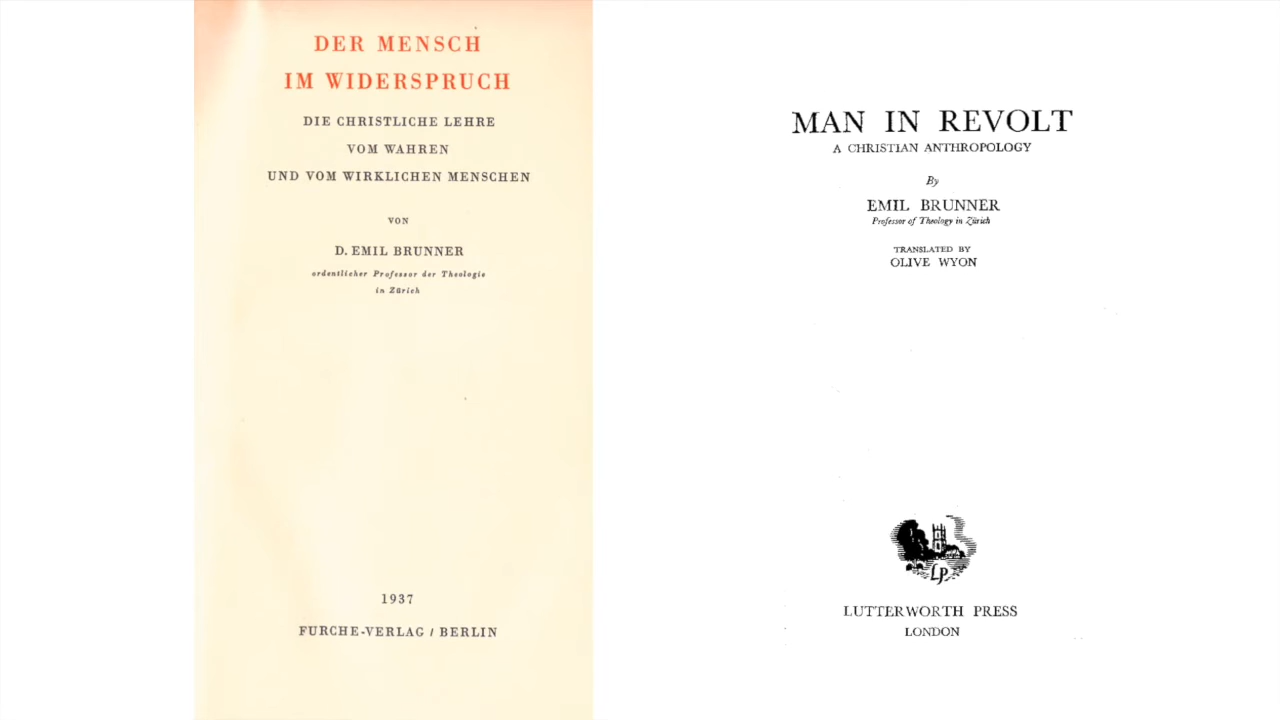 DER MENSCH
IM WIDERSPRUCH
DIE CHRISTLICHE LEHRE
VOM WAHREN
UND VOM WIRKLICHEN MENSCHEN
VON
D. EMIL BRUNNER
ordentlicher Professor der Theologie
in Zürich
1937
FURCHE-VERLAG / BERLIN
MAN IN REVOLT
A CHRISTIAN ANTHROPOLOGY
By
EMIL BRUNNER
Professor of Theology in Zürich
TRANSLATED BY
OLIVE WYON
LP
LUTTERWORTH PRESS
LONDON